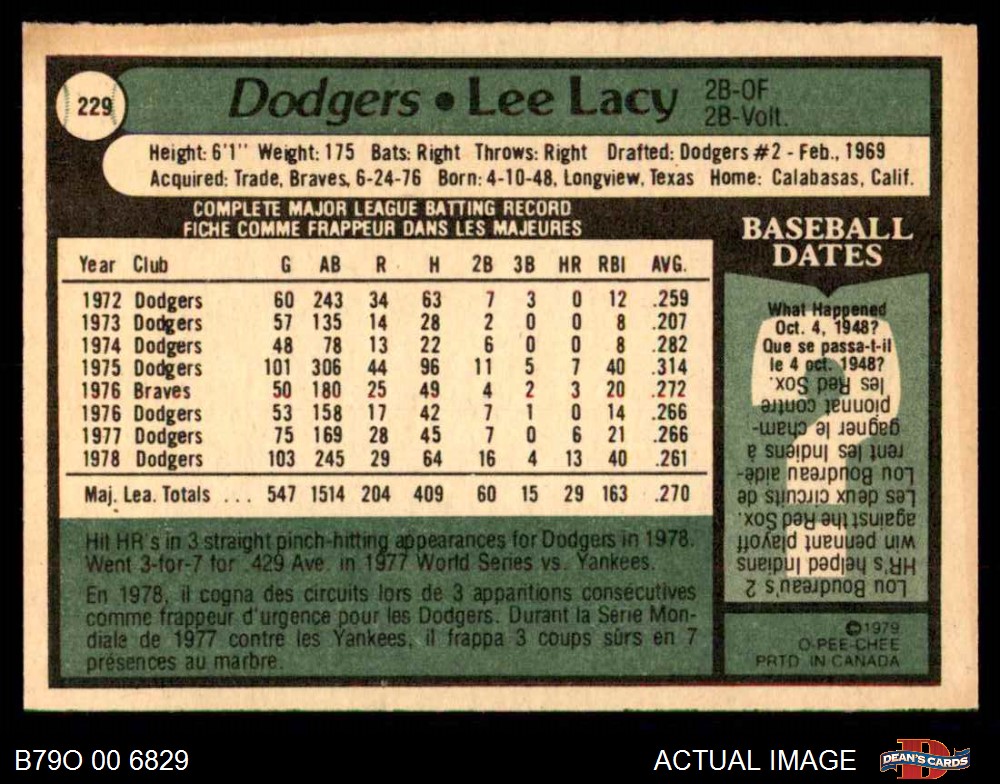 229
Dodgers • Lee Lacy
2B-OF
2B-Volt.
Height: 6'1" Weight: 175 Bats: Right Throws: Right Drafted: Dodgers #2 - Feb., 1969
Acquired: Trade, Braves, 6-24-76 Born: 4-10-48, Longview, Texas Home: Calabasas, Calif.
COMPLETE MAJOR LEAGUE BATTING RECORD
FICHE COMME FRAPPEUR DANS LES MAJEURES
Year Club G AB R H 2B 3B HR RBI AVG.
1972 Dodgers 60 243 34 63 7 3 0 12 .259
1973 Dodgers 57 135 14 28 2 0 0 8 .207
1974 Dodgers 48 78 13 22 6 0 0 8 .282
1975 Dodgers 101 306 44 96 11 5 7 40 .314
1976 Braves 50 180 25 49 4 2 3 20 .272
1976 Dodgers 53 158 17 42 7 1 0 14 .266
1977 Dodgers 75 169 28 45 7 0 6 21 .266
1978 Dodgers 103 245 29 64 16 4 13 40 .261
Maj. Lea. Totals ... 547 1514 204 409 60 15 29 163 .270
Hit HR's in 3 straight pinch-hitting appearances for Dodgers in 1978.
Went 3-for-7 for .429 Ave. in 1977 World Series vs. Yankees.
En 1978, il cogna des circuits lors de 3 apparitions consécutives
comme frappeur d'urgence pour les Dodgers. Durant la Série Mon-
diale de 1977 contre les Yankees, il frappa 3 coups sûrs en 7
présences au marbre.
BASEBALL
DATES
What Happened
Oct. 4, 1948?
Que se passa-t-il
le 4 oct. 1948?
Lou Boudreau's 2
HR's helped Indians
win pennant playoff
against the Red Sox.
Les deux circuits de
Lou Boudreau aidè-
rent les Indiens à
gagner le cham-
pionnat contre
les Red Sox.
©1979
O-PEE-CHEE
PRTD. IN CANADA
B79O 00 6829
ACTUAL IMAGE
D
DEAN'S CARDS